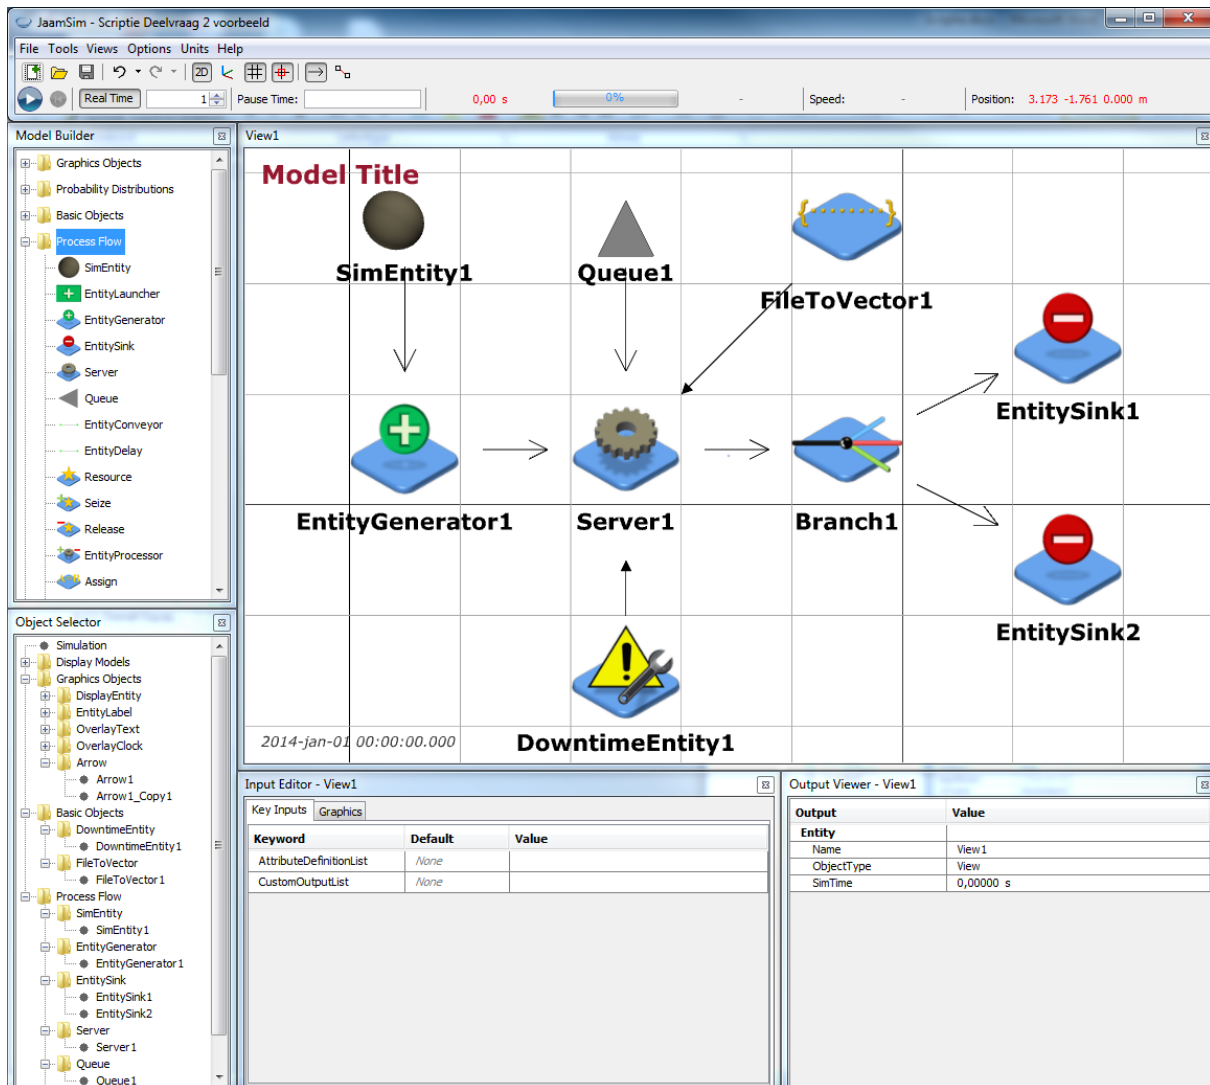 JaamSim - Scriptie Deelvraag 2 voorbeeld
File Tools Views Options Units Help
2D
Real Time 1 Pause Time: 0,00 s 0% - Speed: - Position: 3.173 -1.761 0.000 m
Model Builder
Graphics Objects
Probability Distributions
Basic Objects
Process Flow
SimEntity
EntityLauncher
EntityGenerator
EntitySink
Server
Queue
EntityConveyor
EntityDelay
Resource
Seize
Release
EntityProcessor
Assign
View1
Model Title
SimEntity1
Queue1
FileToVector1
EntitySink1
EntityGenerator1
Server1
Branch1
EntitySink2
DowntimeEntity1
2014-jan-01 00:00:00.000
Object Selector
Simulation
Display Models
Graphics Objects
DisplayEntity
EntityLabel
OverlayText
OverlayClock
Arrow
Arrow1
Arrow1_Copy1
Basic Objects
DowntimeEntity
DowntimeEntity1
FileToVector
FileToVector1
Process Flow
SimEntity
SimEntity1
EntityGenerator
EntityGenerator1
EntitySink
EntitySink1
EntitySink2
Server
Server1
Queue
Queue1
Input Editor - View1
Key Inputs Graphics
Keyword Default Value
AttributeDefinitionList None
CustomOutputList None
Output Viewer - View1
Output Value
Entity
Name View1
ObjectType View
SimTime 0,00000 s